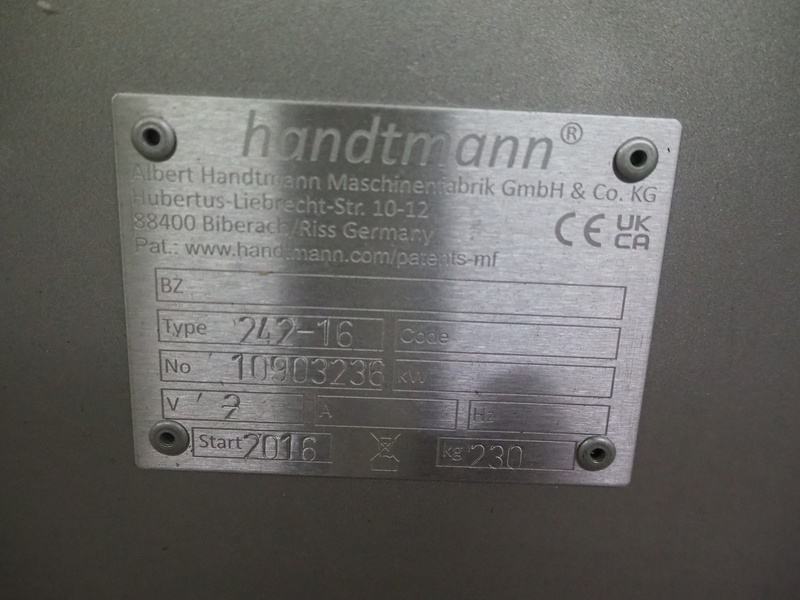 handtmann®
Albert Handtmann Maschinenfabrik GmbH & Co. KG
Hubertus-Liebrecht-Str. 10-12
88400 Biberach/Riss Germany
Pat.: www.handtmann.com/patents-mf
CE UK CA
BZ
Type 242-16 Code
No 10903236 kW
V A Hz
Start 2016 kg 230